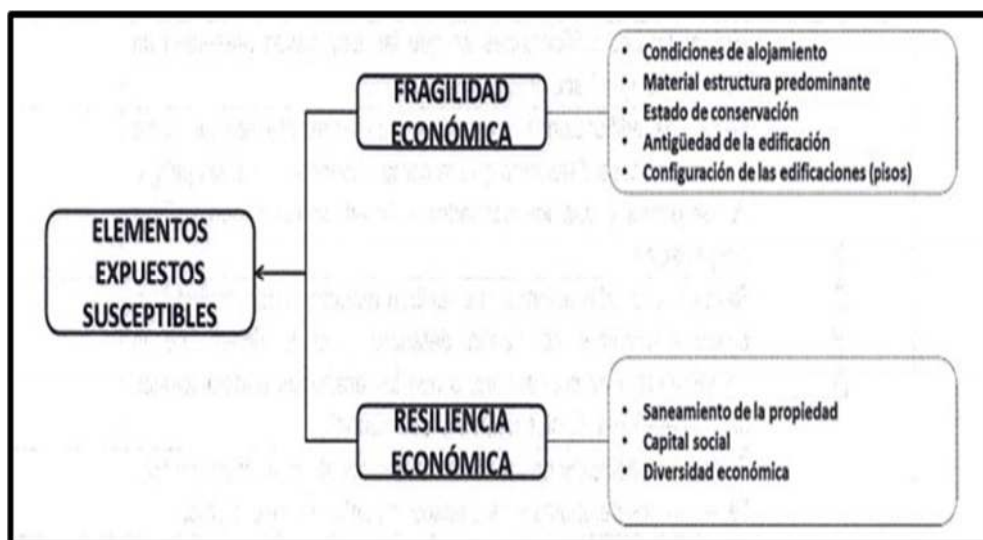 FRAGILIDAD
ECONÓMICA
• Condiciones de alojamiento
• Material estructura predominante
• Estado de conservación
• Antigüedad de la edificación
• Configuración de las edificaciones (pisos)
ELEMENTOS
EXPUESTOS
SUSCEPTIBLES
RESILIENCIA
ECONÓMICA
• Saneamiento de la propiedad
• Capital social
• Diversidad económica